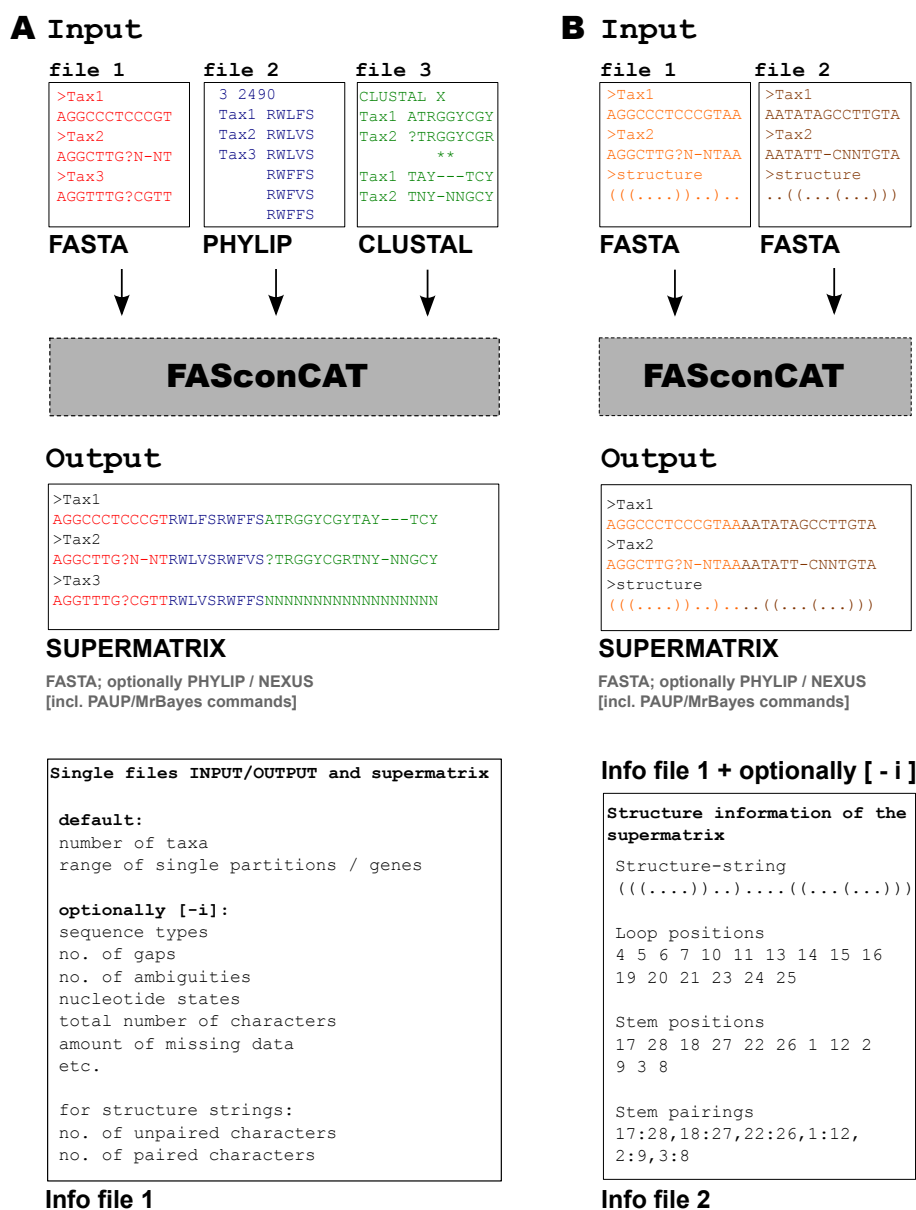 A Input
file 1
>Tax1
AGGCCCTCCCGT
>Tax2
AGGCTTG?N-NT
>Tax3
AGGTTTG?CGTT
FASTA
file 2
3 2490
Tax1 RWLFS
Tax2 RWLVS
Tax3 RWLVS
RWFFS
RWFVS
RWFFS
PHYLIP
file 3
CLUSTAL X
Tax1 ATRGGYCGY
Tax2 ?TRGGYCGR
**
Tax1 TAY---TCY
Tax2 TNY-NNGCY
CLUSTAL
FASconCAT
Output
>Tax1
AGGCCCTCCCGTRWLFSRWFFSATRGGYCGYTAY---TCY
>Tax2
AGGCTTG?N-NTRWLVSRWFVS?TRGGYCGRTNY-NNGCY
>Tax3
AGGTTTG?CGTTRWLVSRWFFSNNNNNNNNNNNNNNNNNN
SUPERMATRIX
FASTA; optionally PHYLIP / NEXUS
[incl. PAUP/MrBayes commands]
Single files INPUT/OUTPUT and supermatrix
default:
number of taxa
range of single partitions / genes
optionally [-i]:
sequence types
no. of gaps
no. of ambiguities
nucleotide states
total number of characters
amount of missing data
etc.
for structure strings:
no. of unpaired characters
no. of paired characters
Info file 1
B Input
file 1
>Tax1
AGGCCCTCCCGTAA
>Tax2
AGGCTTG?N-NTAA
>structure
(((....))..)..
FASTA
file 2
>Tax1
AATATAGCCTTGTA
>Tax2
AATATT-CNNTGTA
>structure
..((...(...)))
FASTA
FASconCAT
Output
>Tax1
AGGCCCTCCCGTAAAATATAGCCTTGTA
>Tax2
AGGCTTG?N-NTAAAATATT-CNNTGTA
>structure
(((....))..)....((...(...)))
SUPERMATRIX
FASTA; optionally PHYLIP / NEXUS
[incl. PAUP/MrBayes commands]
Info file 1 + optionally [ - i ]
Structure information of the
supermatrix
Structure-string
(((....))..)....((...(...)))
Loop positions
4 5 6 7 10 11 13 14 15 16
19 20 21 23 24 25
Stem positions
17 28 18 27 22 26 1 12 2
9 3 8
Stem pairings
17:28,18:27,22:26,1:12,
2:9,3:8
Info file 2